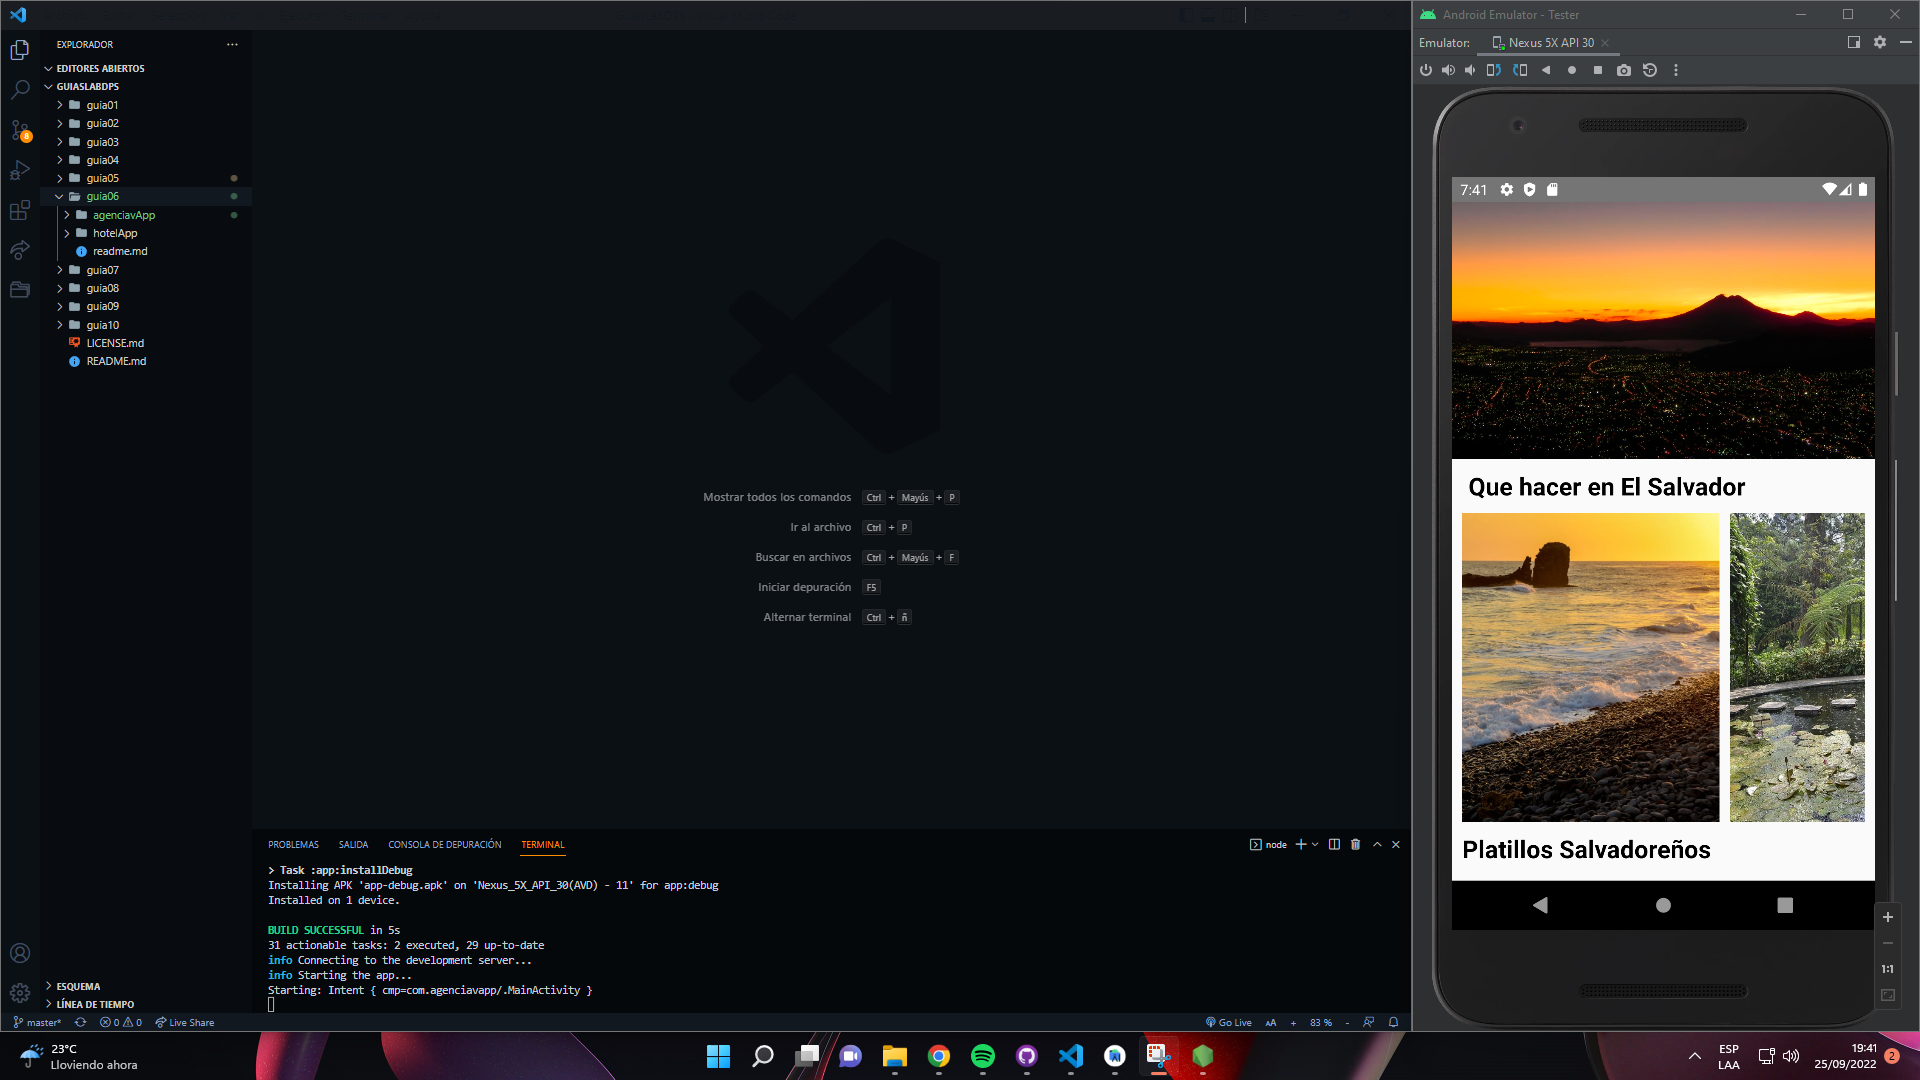 EXPLORADOR
EDITORES ABIERTOS
GUIASLABDPS
guia01
guia02
guia03
guia04
guia05
guia06
agenciavApp
hotelApp
readme.md
guia07
guia08
guia09
guia10
LICENSE.md
README.md
ESQUEMA
LÍNEA DE TIEMPO
8
Mostrar todos los comandos Ctrl + Mayús + P
Ir al archivo Ctrl + P
Buscar en archivos Ctrl + Mayús + F
Iniciar depuración F5
Alternar terminal Ctrl + ñ
PROBLEMAS SALIDA CONSOLA DE DEPURACIÓN TERMINAL node
> Task :app:installDebug
Installing APK 'app-debug.apk' on 'Nexus_5X_API_30(AVD) - 11' for app:debug
Installed on 1 device.
BUILD SUCCESSFUL in 5s
31 actionable tasks: 2 executed, 29 up-to-date
info Connecting to the development server...
info Starting the app...
Starting: Intent { cmp=com.agenciavapp/.MainActivity }
master* 0 0 Live Share Go Live AA + 83 % -
Android Emulator - Tester
Emulator: Nexus 5X API 30
7:41
Que hacer en El Salvador
Platillos Salvadoreños
1:1
23°C
Lloviendo ahora
ESP
LAA
19:41
25/09/2022
2